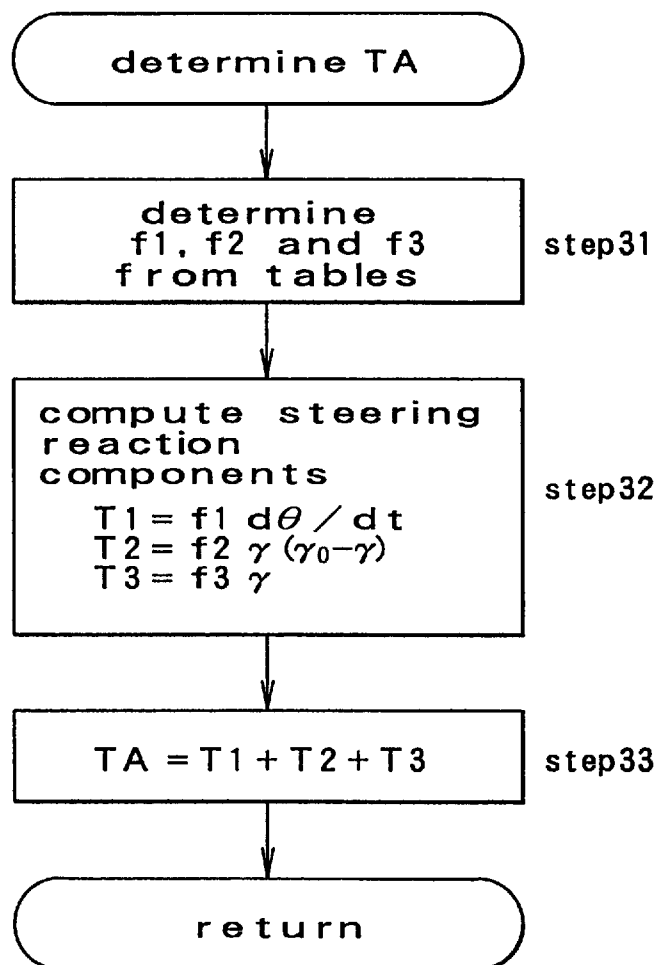 determine TA
determine
f1, f2 and f3
from tables
step31
compute steering
reaction
components
T1 = f1 dθ / dt
T2 = f2 γ (γ₀−γ)
T3 = f3 γ
step32
TA = T1 + T2 + T3
step33
return